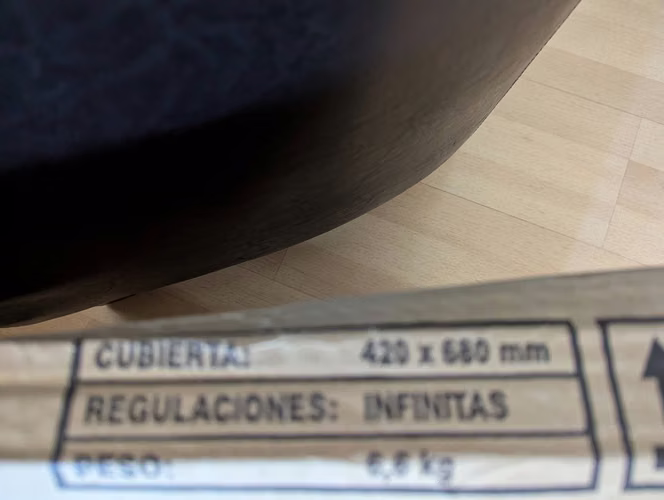 CUBIERTA: 420 x 680 mm
REGULACIONES: INFINITAS
PESO: 6,6 kg